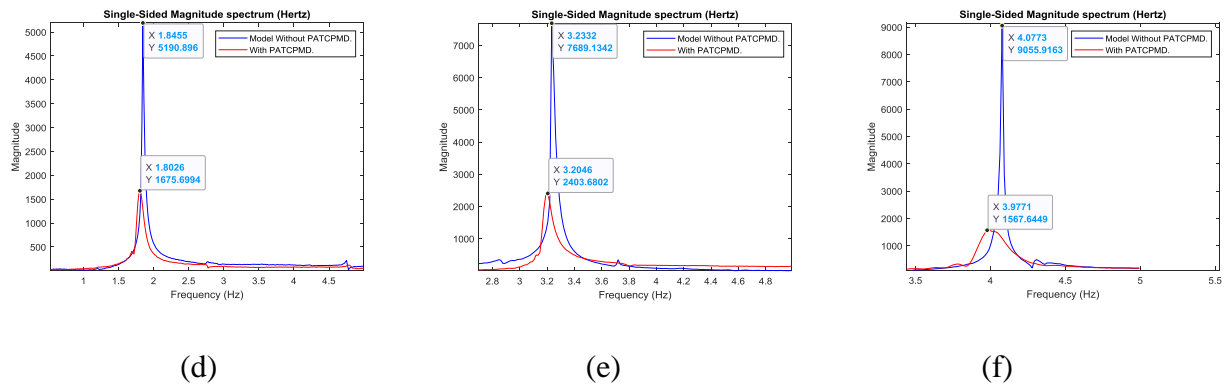 Single-Sided Magnitude spectrum (Hertz)
5000
4500
4000
3500
3000
2500
2000
1500
1000
500
Magnitude
X 1.8455
Y 5190.896
Model Without PATCPMD.
With PATCPMD.
X 1.8026
Y 1675.6994
1 1.5 2 2.5 3 3.5 4 4.5
Frequency (Hz)
(d)
Single-Sided Magnitude spectrum (Hertz)
7000
6000
5000
4000
3000
2000
1000
Magnitude
X 3.2332
Y 7689.1342
Model Without PATCPMD.
With PATCPMD.
X 3.2046
Y 2403.6802
2.8 3 3.2 3.4 3.6 3.8 4 4.2 4.4 4.6 4.8
Frequency (Hz)
(e)
Single-Sided Magnitude spectrum (Hertz)
9000
8000
7000
6000
5000
4000
3000
2000
1000
Magnitude
X 4.0773
Y 9055.9163
Model Without PATCPMD.
With PATCPMD.
X 3.9771
Y 1567.6449
3.5 4 4.5 5 5.5
Frequency (Hz)
(f)